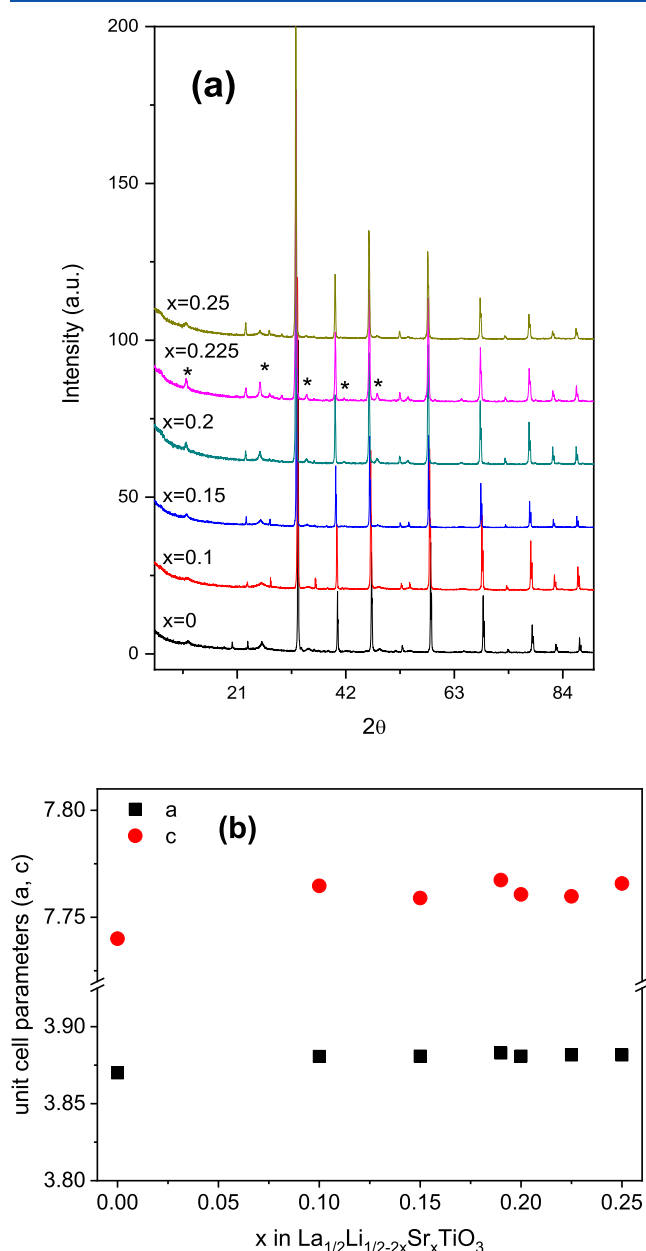 200
(a)
150
Intensity (a.u.)
x=0.25
100
x=0.225
* * * * *
x=0.2
50
x=0.15
x=0.1
x=0
0
21 42 63 84
2θ
7.80
a
c
(b)
7.75
unit cell parameters (a, c)
3.90
3.85
3.80
0.00 0.05 0.10 0.15 0.20 0.25
x in La1/2Li1/2-2xSrxTiO3